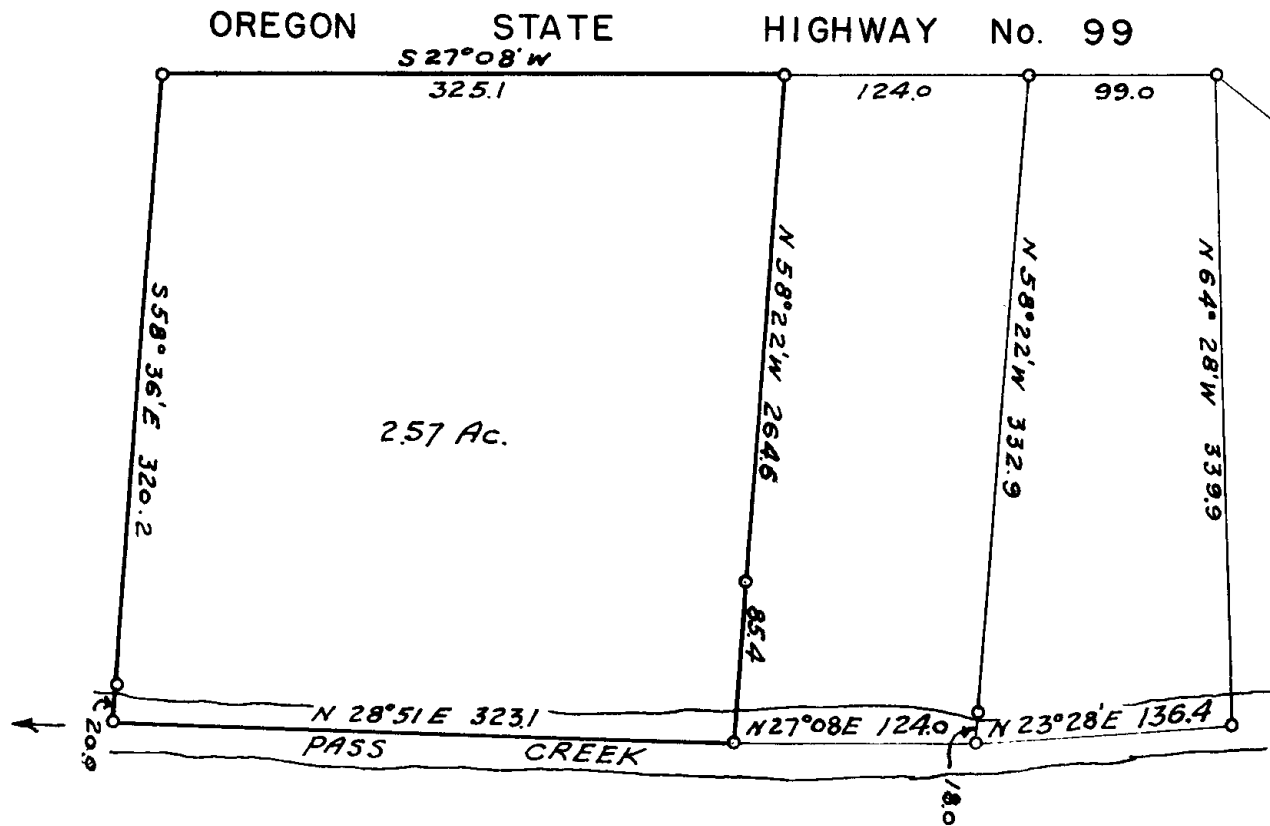 OREGON STATE HIGHWAY No. 99
S 27°08' W
325.1
124.0
99.0
S 58° 36' E 320.2
N 58°22' W 264.6
N 58°22' W 332.9
N 64° 28' W 339.9
2.57 Ac.
85.4
N 28°51 E 323.1
N 27°08 E 124.0
N 23°28' E 136.4
20.0
PASS CREEK
18.0